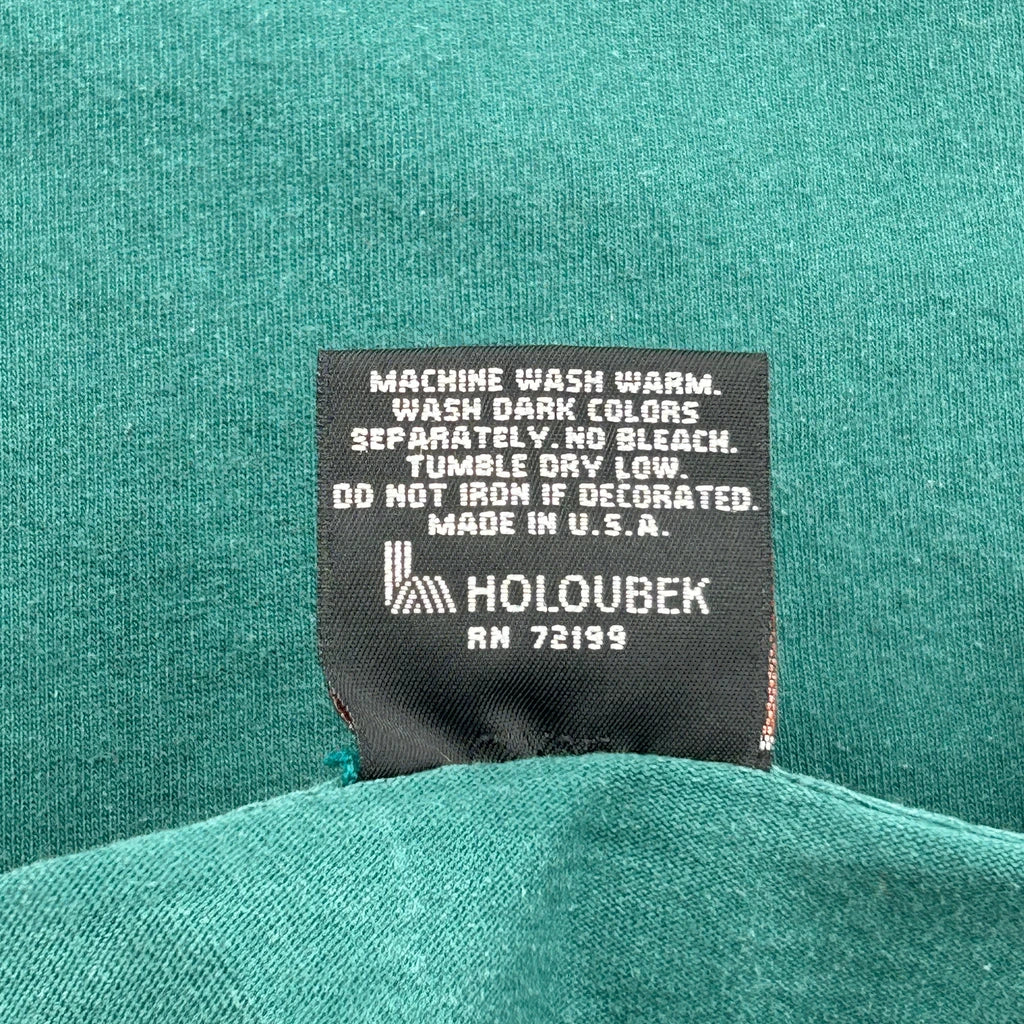 MACHINE WASH WARM.
WASH DARK COLORS
SEPARATELY. NO BLEACH.
TUMBLE DRY LOW.
DO NOT IRON IF DECORATED.
MADE IN U.S.A.
HOLOUBEK
RN 72199